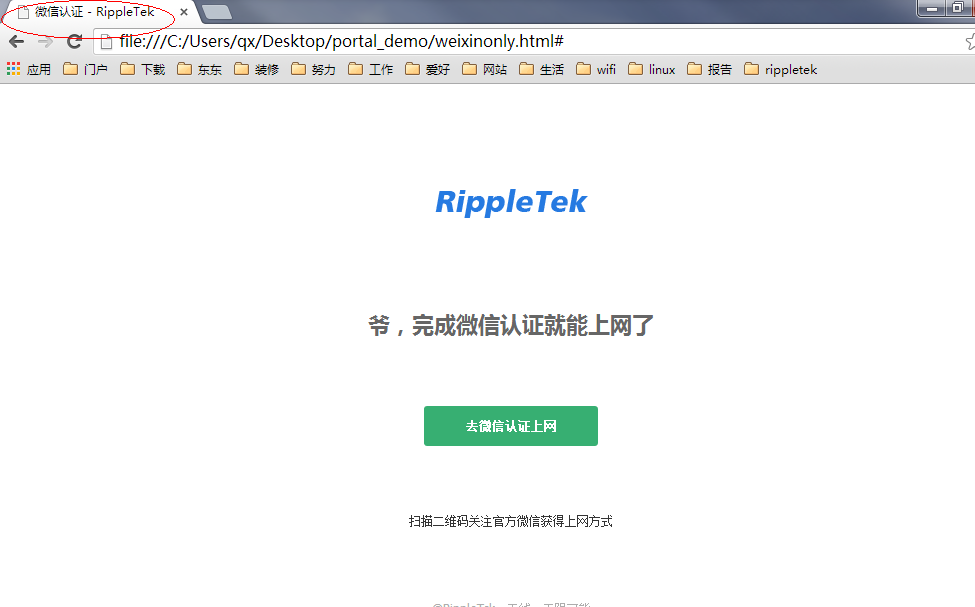 微信认证 - RippleTek
file:///C:/Users/qx/Desktop/portal_demo/weixinonly.html#
应用 门户 下载 东东 装修 努力 工作 爱好 网站 生活 wifi linux 报告 rippletek
RippleTek
爷，完成微信认证就能上网了
去微信认证上网
扫描二维码关注官方微信获得上网方式
©RippleTek